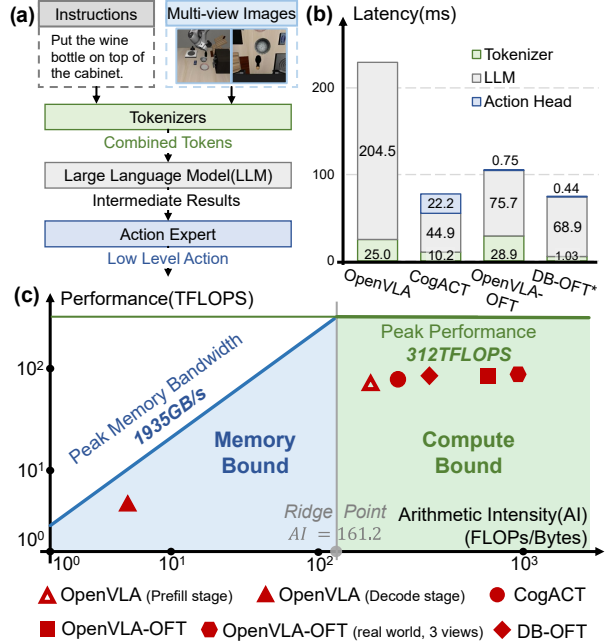 (a)
Instructions
Multi-view Images
Put the wine
bottle on top of
the cabinet.
Tokenizers
Combined Tokens
Large Language Model(LLM)
Intermediate Results
Action Expert
Low Level Action
(b)
Latency(ms)
Tokenizer
LLM
Action Head
200
100
0
204.5
25.0
22.2
44.9
10.2
0.75
75.7
28.9
0.44
68.9
1.03
OpenVLA
CogACT
OpenVLA-
OFT
DB-OFT*
(c)
Performance(TFLOPS)
Peak Memory Bandwidth
1935GB/s
Peak Performance
312TFLOPS
Memory
Bound
Compute
Bound
Ridge Point
AI = 161.2
Arithmetic Intensity(AI)
(FLOPs/Bytes)
10²
10¹
10⁰
10⁰
10¹
10²
10³
OpenVLA (Prefill stage)
OpenVLA (Decode stage)
CogACT
OpenVLA-OFT
OpenVLA-OFT (real world, 3 views)
DB-OFT